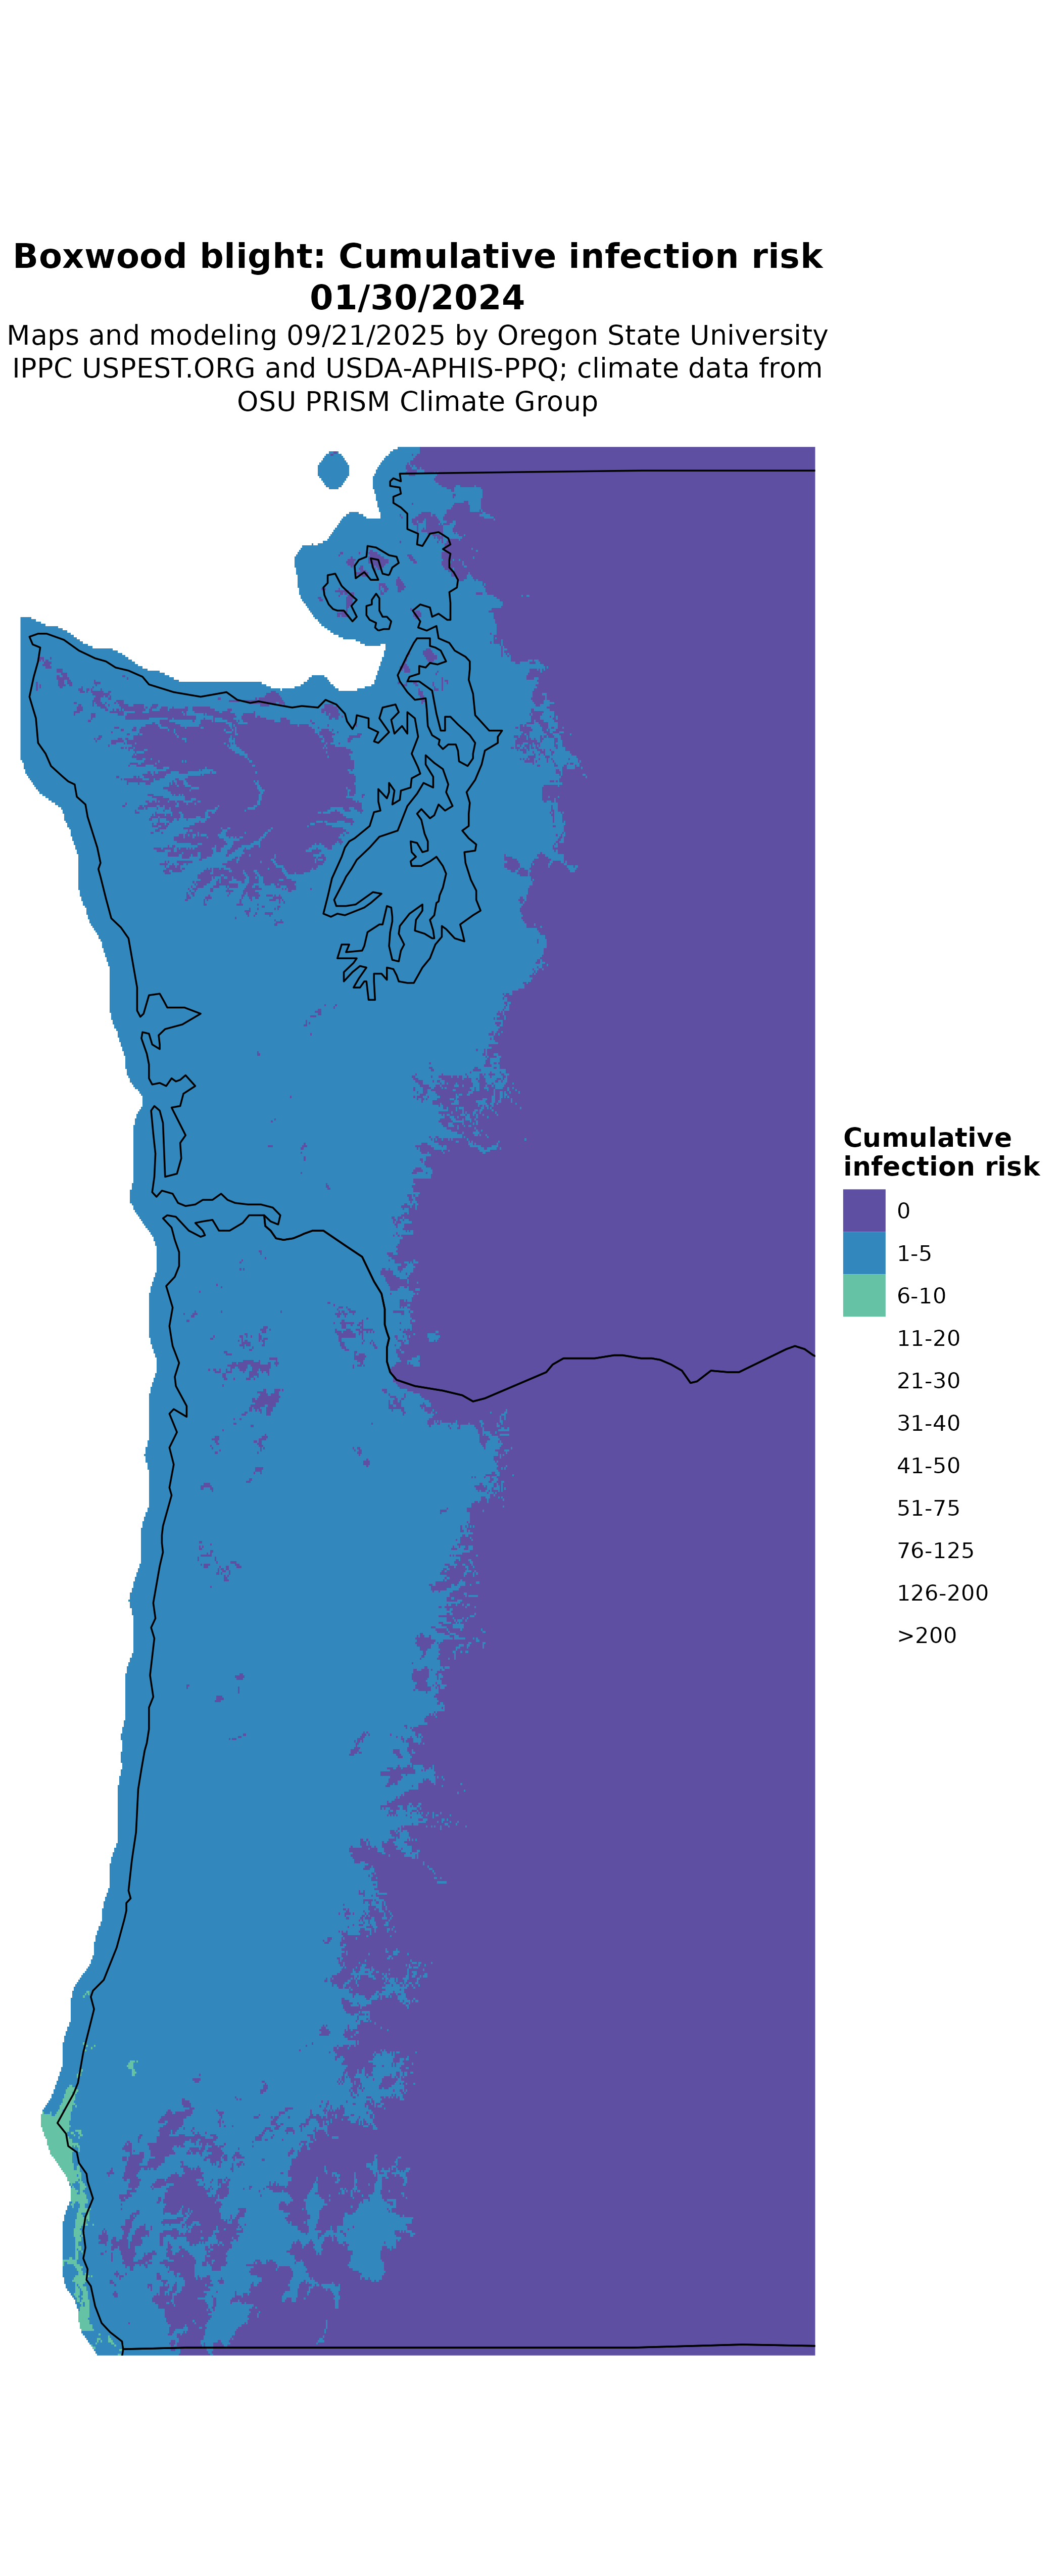 Boxwood blight: Cumulative infection risk
01/30/2024
Maps and modeling 09/21/2025 by Oregon State University
IPPC USPEST.ORG and USDA-APHIS-PPQ; climate data from
OSU PRISM Climate Group
Cumulative
infection risk
0
1-5
6-10
11-20
21-30
31-40
41-50
51-75
76-125
126-200
>200